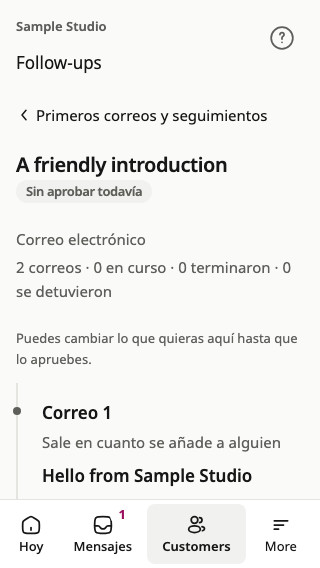 Sample Studio
Follow-ups
Primeros correos y seguimientos
A friendly introduction
Sin aprobar todavía
Correo electrónico
2 correos · 0 en curso · 0 terminaron · 0
se detuvieron
Puedes cambiar lo que quieras aquí hasta que
lo apruebes.
Correo 1
Sale en cuanto se añade a alguien
Hello from Sample Studio
1
Hoy
Mensajes
Customers
More